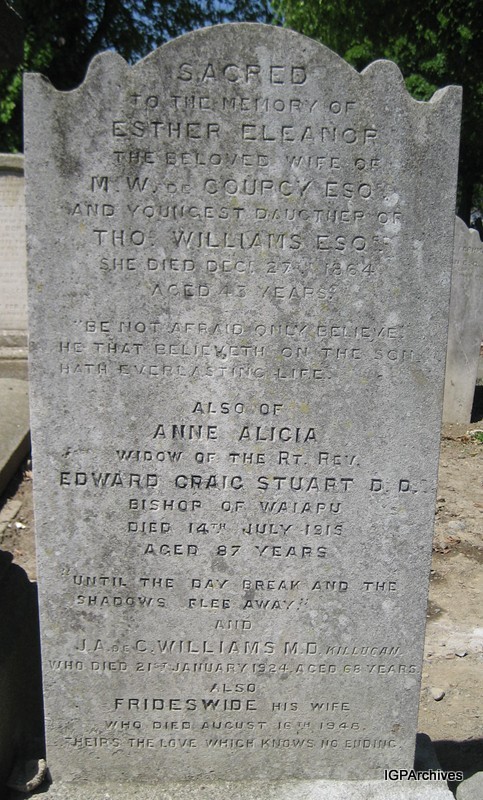 SACRED
TO THE MEMORY OF
ESTHER ELEANOR
THE BELOVED WIFE OF
M.W. DE COURCY ESQR
AND YOUNGEST DAUGTHER OF
THOS WILLIAMS ESQR
SHE DIED DECR 27TH 1864
AGED 43 YEARS.
"BE NOT AFRAID ONLY BELIEVE."
HE THAT BELIEVETH ON THE SON
HATH EVERLASTING LIFE.
ALSO OF
ANNE ALICIA
WIDOW OF THE RT. REV.
EDWARD CRAIG STUART D.D.
BISHOP OF WAIAPU
DIED 14TH JULY 1915
AGED 87 YEARS
"UNTIL THE DAY BREAK AND THE
SHADOWS FLEE AWAY."
AND
J.A. DE C. WILLIAMS M.D. KILLUCAN.
WHO DIED 21ST JANUARY 1924. AGED 68 YEARS.
ALSO
FRIDESWIDE HIS WIFE
WHO DIED AUGUST 16TH 1948.
THEIRS THE LOVE WHICH KNOWS NO ENDING
IGPArchives